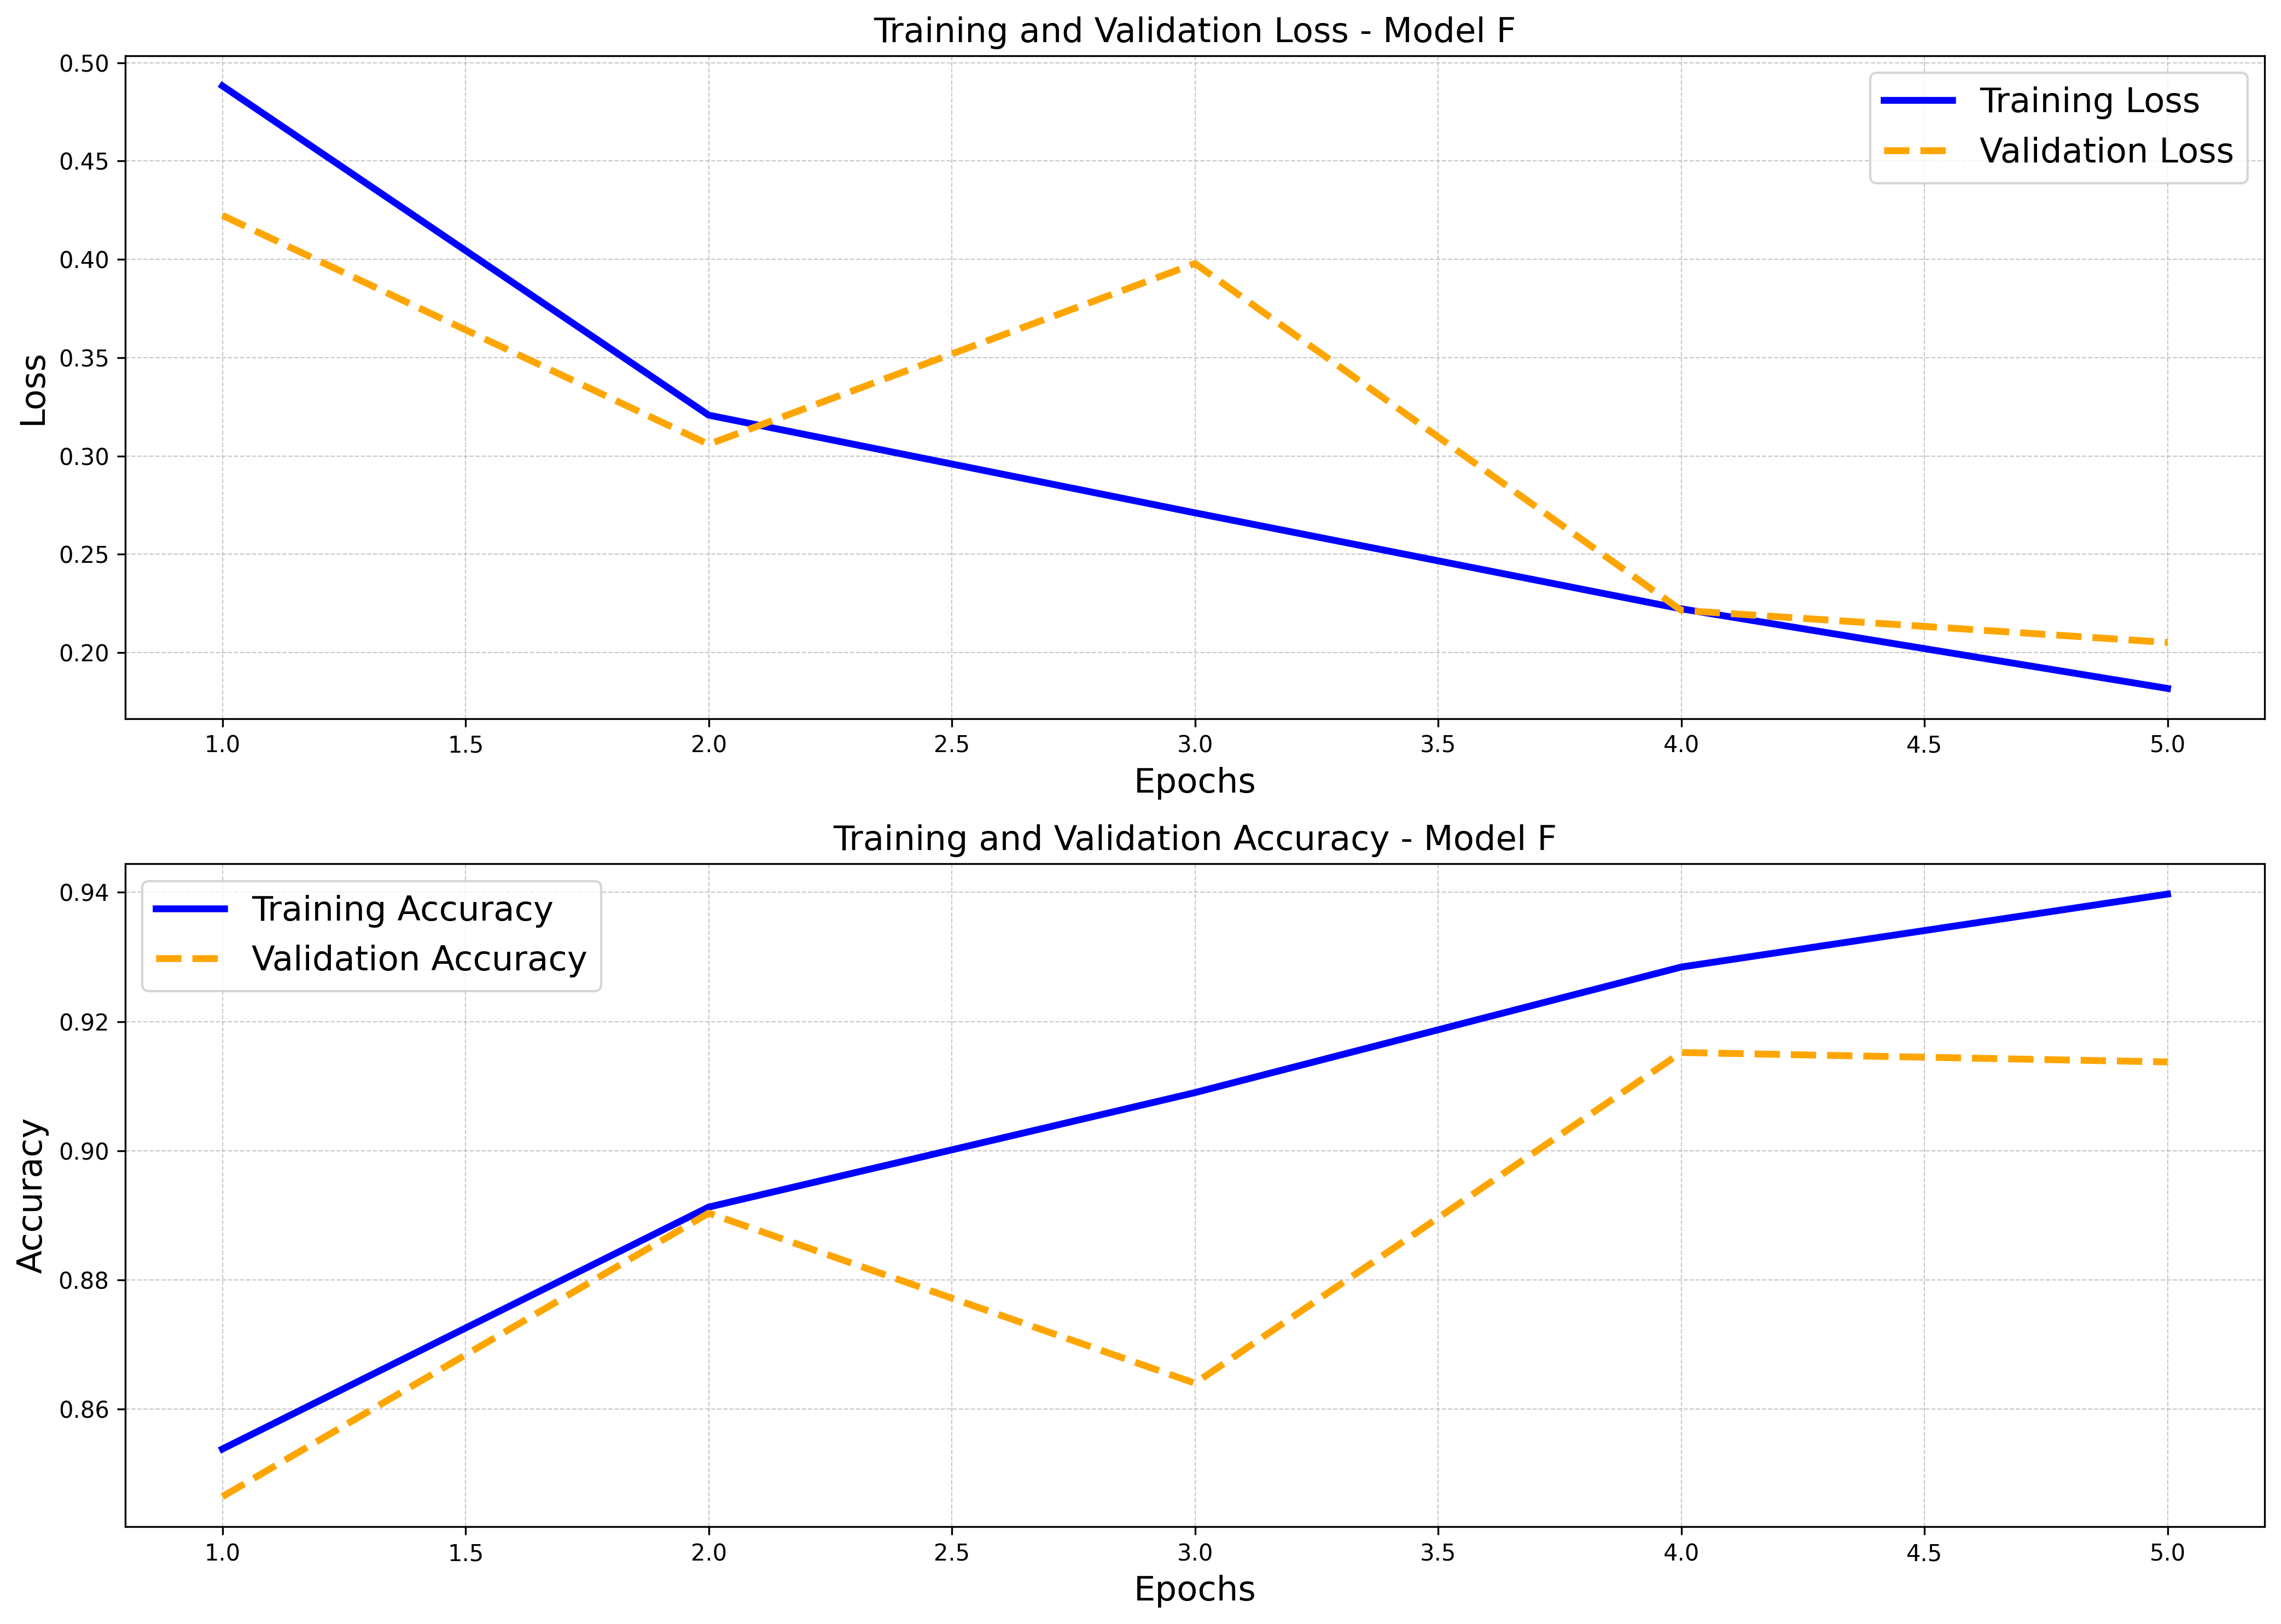 Training and Validation Loss - Model F
Loss
0.50
0.45
0.40
0.35
0.30
0.25
0.20
Training Loss
Validation Loss
1.0 1.5 2.0 2.5 3.0 3.5 4.0 4.5 5.0
Epochs
Training and Validation Accuracy - Model F
Accuracy
0.94
0.92
0.90
0.88
0.86
Training Accuracy
Validation Accuracy
1.0 1.5 2.0 2.5 3.0 3.5 4.0 4.5 5.0
Epochs